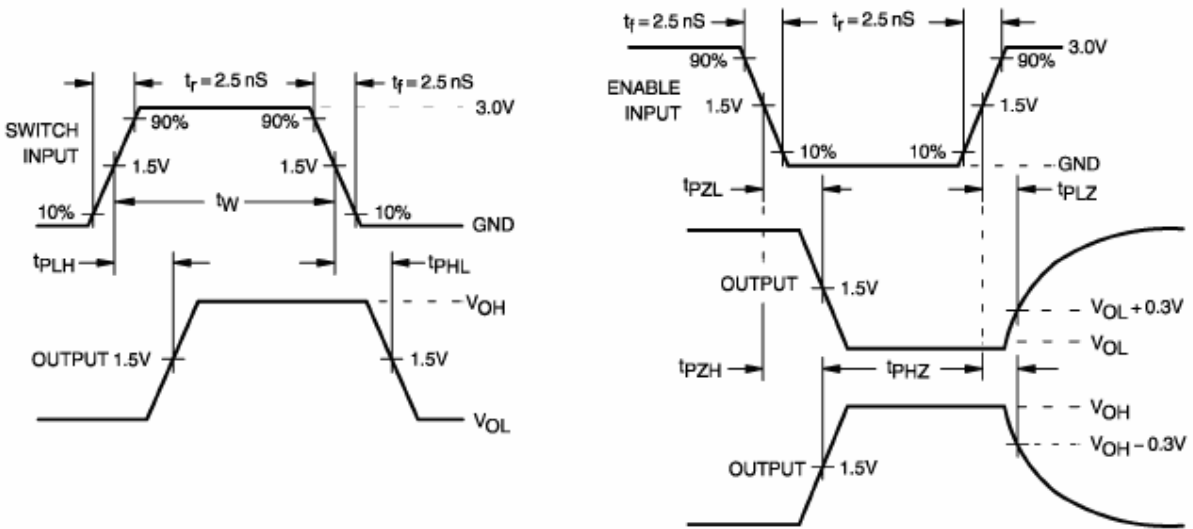 tr = 2.5 nS
tf = 2.5 nS
3.0V
SWITCH
INPUT
90%
90%
1.5V
1.5V
10%
tW
10%
GND
tPLH
tPHL
VOH
OUTPUT 1.5V
1.5V
VOL
tf = 2.5 nS
tr = 2.5 nS
3.0V
90%
90%
ENABLE
INPUT
1.5V
1.5V
10%
10%
GND
tPZL
tPLZ
OUTPUT
1.5V
VOL + 0.3V
VOL
tPZH
tPHZ
VOH
VOH – 0.3V
OUTPUT
1.5V